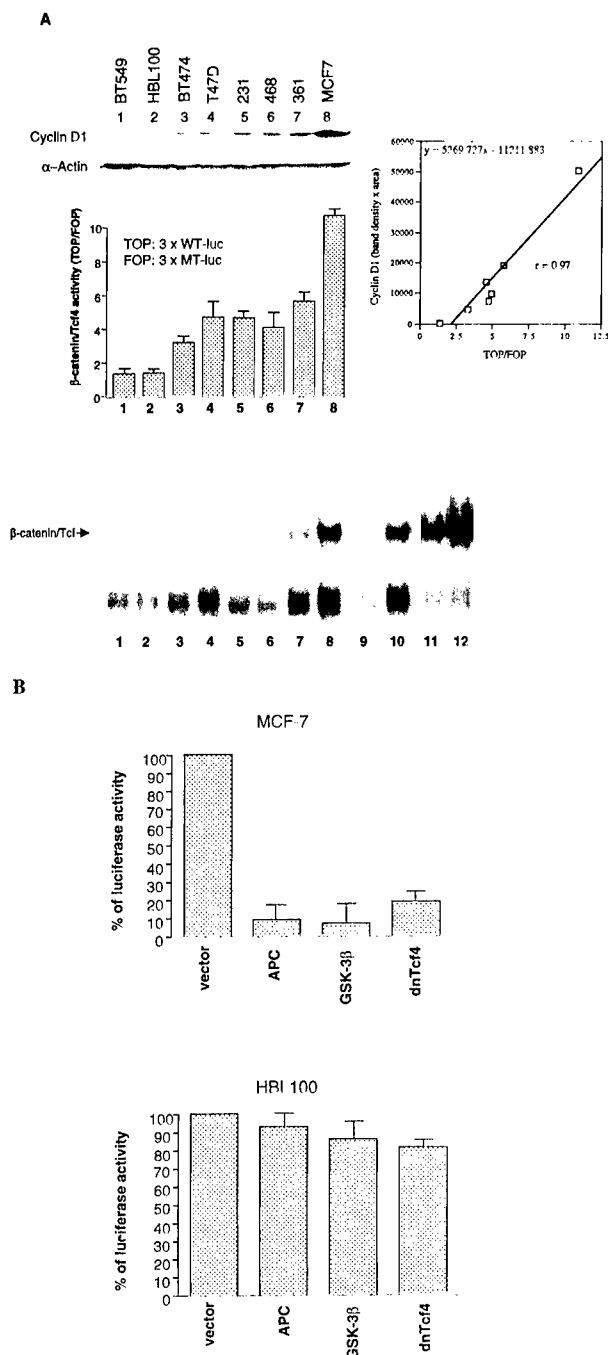 A
BT549 HBL100 BT474 T47D 231 468 361 MCF7
1 2 3 4 5 6 7 8
Cyclin D1
α–Actin
β-catenin/Tcf4 activity (TOP/FOP)
10
8
6
4
2
0
TOP: 3 x WT-luc
FOP: 3 x MT-luc
1 2 3 4 5 6 7 8
Cyclin D1 (band density x area)
60000
50000
40000
30000
20000
10000
0
r = 0.97
0 2.5 5 7.5 10 12.5
TOP/FOP
β-catenin/Tcf
1 2 3 4 5 6 7 8 9 10 11 12
B
MCF-7
% of luciferase activity
100
90
80
70
60
50
40
30
20
10
0
vector APC GSK-3β dnTcf4
HBL100
% of luciferase activity
100
90
80
70
60
50
40
30
20
10
0
vector APC GSK-3β dnTcf4